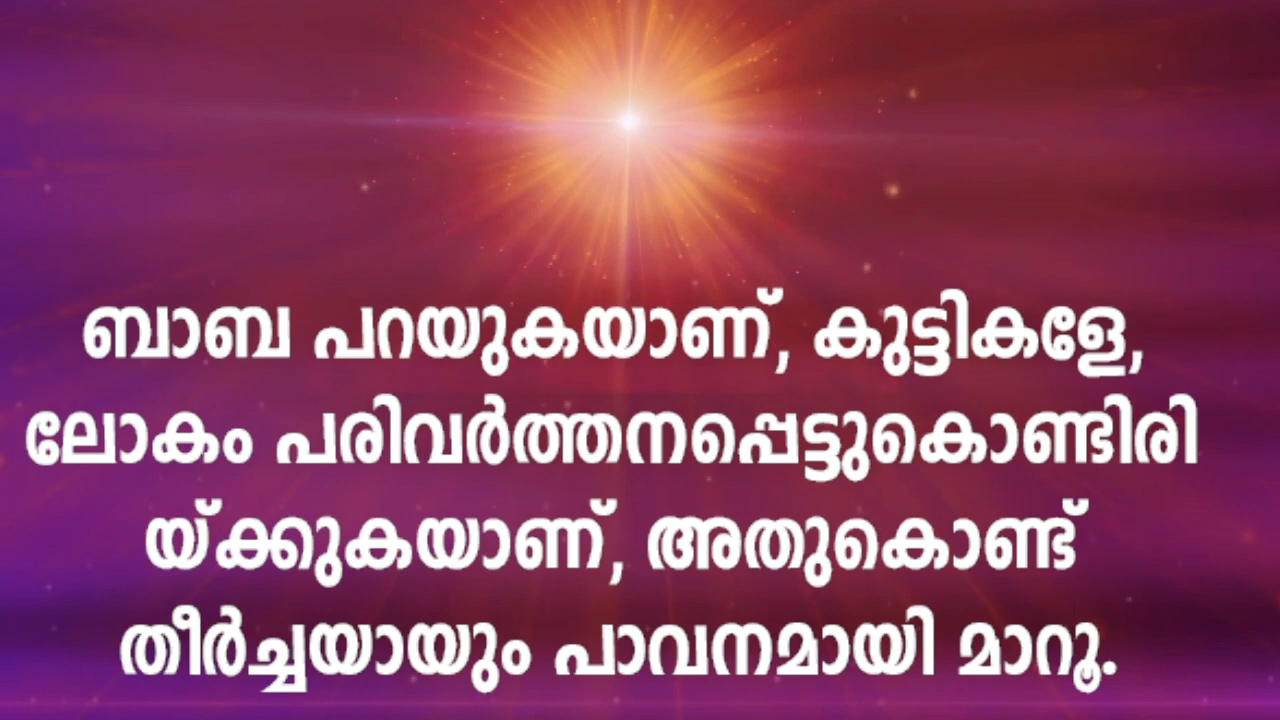 ബാബ പറയുകയാണ്, കുട്ടികളേ,
ലോകം പരിവർത്തനപ്പെട്ടുകൊണ്ടിരി
യ്ക്കുകയാണ്, അതുകൊണ്ട്
തീർച്ചയായും പാവനമായി മാറൂ.